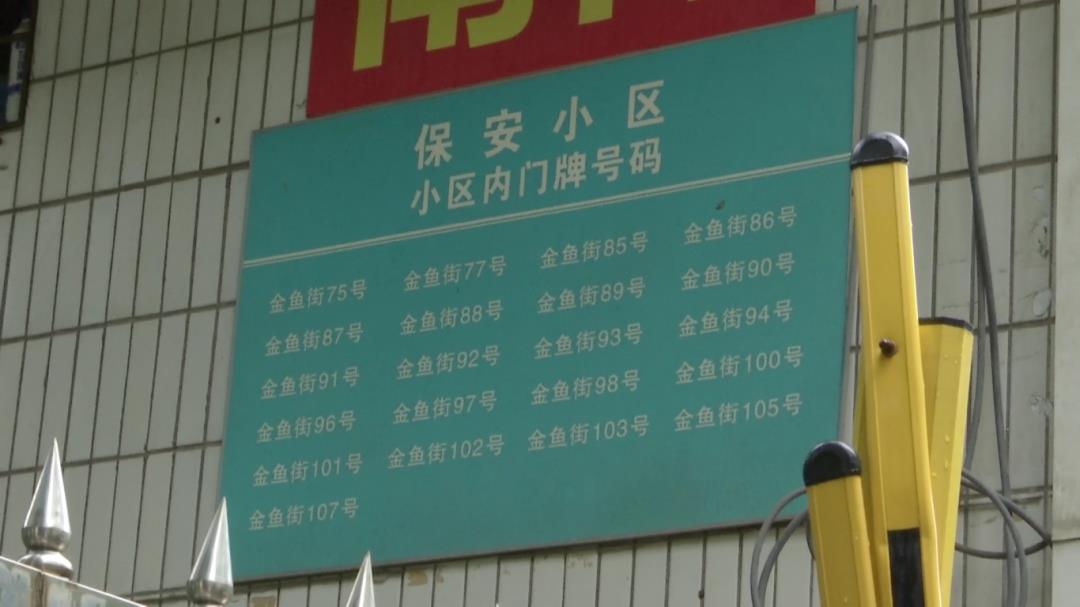 保安小区
小区内门牌号码
金鱼街75号 金鱼街77号 金鱼街85号 金鱼街86号
金鱼街87号 金鱼街88号 金鱼街89号 金鱼街90号
金鱼街91号 金鱼街92号 金鱼街93号 金鱼街94号
金鱼街96号 金鱼街97号 金鱼街98号 金鱼街100号
金鱼街101号 金鱼街102号 金鱼街103号 金鱼街105号
金鱼街107号